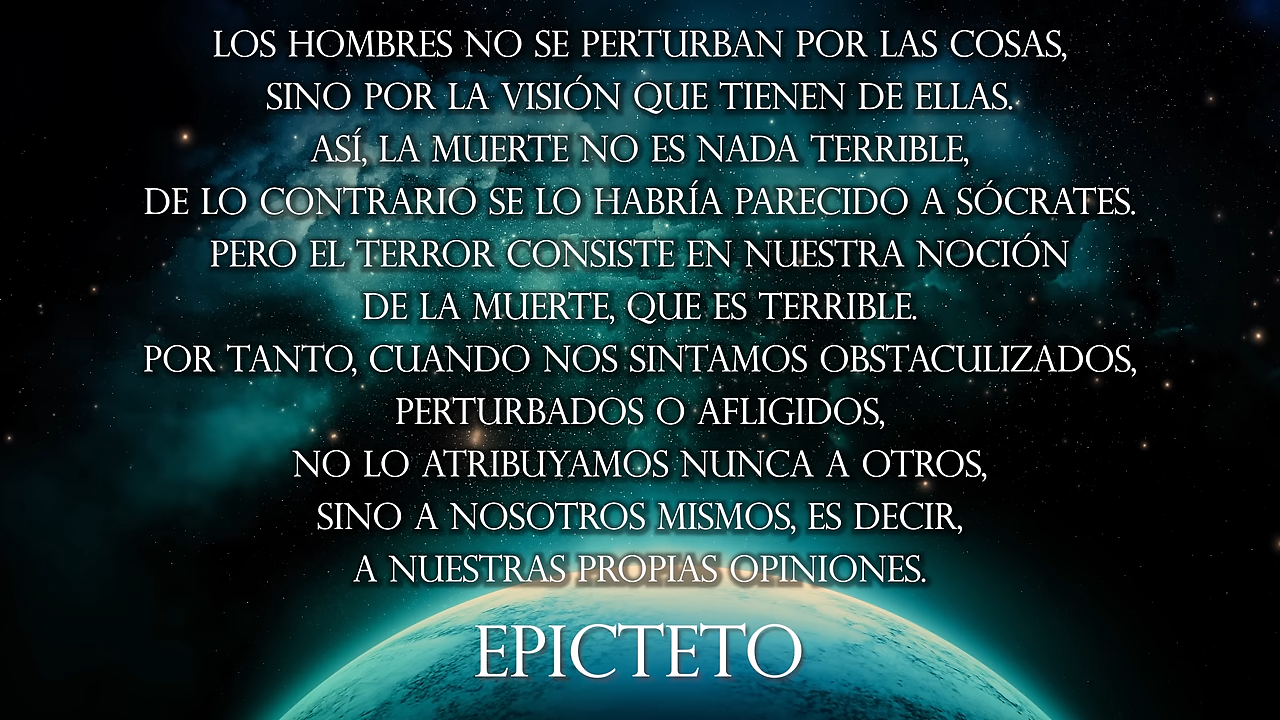 LOS HOMBRES NO SE PERTURBAN POR LAS COSAS,
SINO POR LA VISIÓN QUE TIENEN DE ELLAS.
ASÍ, LA MUERTE NO ES NADA TERRIBLE,
DE LO CONTRARIO SE LO HABRÍA PARECIDO A SÓCRATES.
PERO EL TERROR CONSISTE EN NUESTRA NOCIÓN
DE LA MUERTE, QUE ES TERRIBLE.
POR TANTO, CUANDO NOS SINTAMOS OBSTACULIZADOS,
PERTURBADOS O AFLIGIDOS,
NO LO ATRIBUYAMOS NUNCA A OTROS,
SINO A NOSOTROS MISMOS, ES DECIR,
A NUESTRAS PROPIAS OPINIONES.
EPICTETO